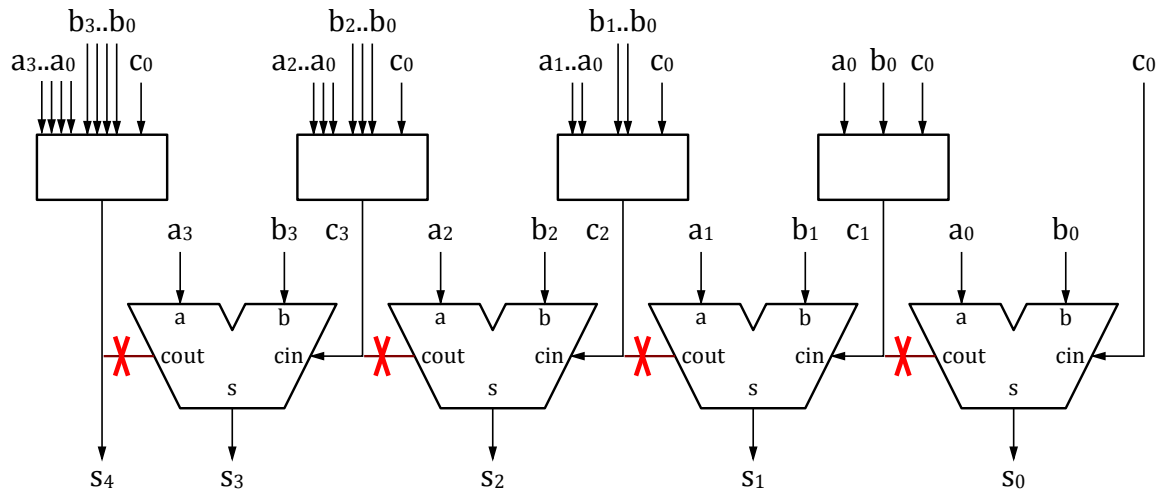 b₃..b₀ b₂..b₀ b₁..b₀
a₃..a₀ c₀ a₂..a₀ c₀ a₁..a₀ c₀ a₀ b₀ c₀ c₀
a₃ b₃ c₃ a₂ b₂ c₂ a₁ b₁ c₁ a₀ b₀
a b a b a b a b
cout cin cout cin cout cin cout cin
s s s s
s₄ s₃ s₂ s₁ s₀